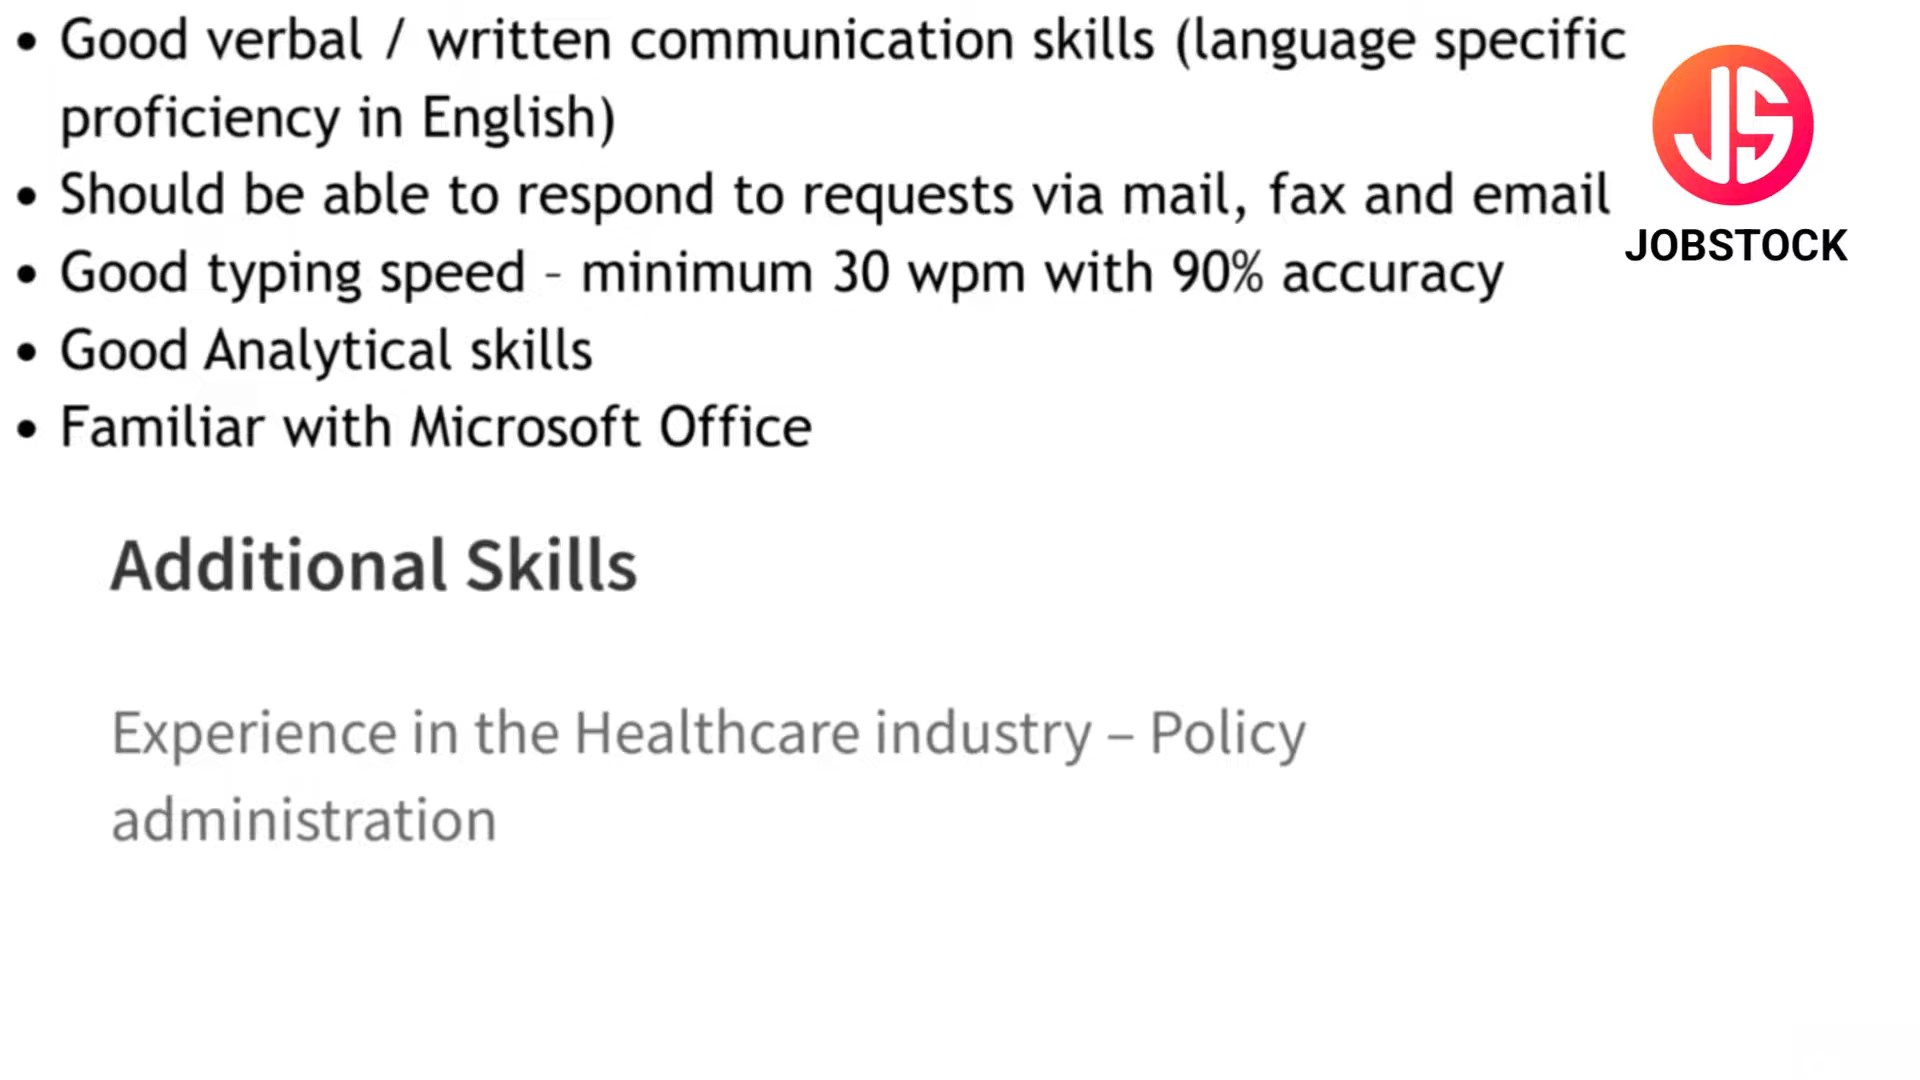 • Good verbal / written communication skills (language specific
proficiency in English)
• Should be able to respond to requests via mail, fax and email
• Good typing speed – minimum 30 wpm with 90% accuracy
• Good Analytical skills
• Familiar with Microsoft Office
JS
JOBSTOCK
Additional Skills
Experience in the Healthcare industry – Policy
administration